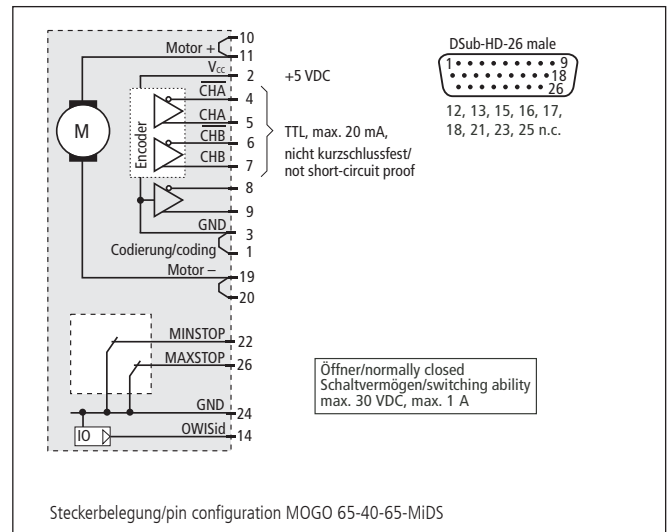 10
Motor +
11
V_CC
2
+5 VDC
CHA
4
CHA
5
CHB
6
CHB
7
Encoder
M
TTL, max. 20 mA,
nicht kurzschlussfest/
not short-circuit proof
8
9
GND
3
Codierung/coding
1
Motor –
19
20
MINSTOP
22
MAXSTOP
26
GND
24
IO
OWISid
14
DSub-HD-26 male
1
9
18
26
12, 13, 15, 16, 17,
18, 21, 23, 25 n.c.
Öffner/normally closed
Schaltvermögen/switching ability
max. 30 VDC, max. 1 A
Steckerbelegung/pin configuration MOGO 65-40-65-MiDS